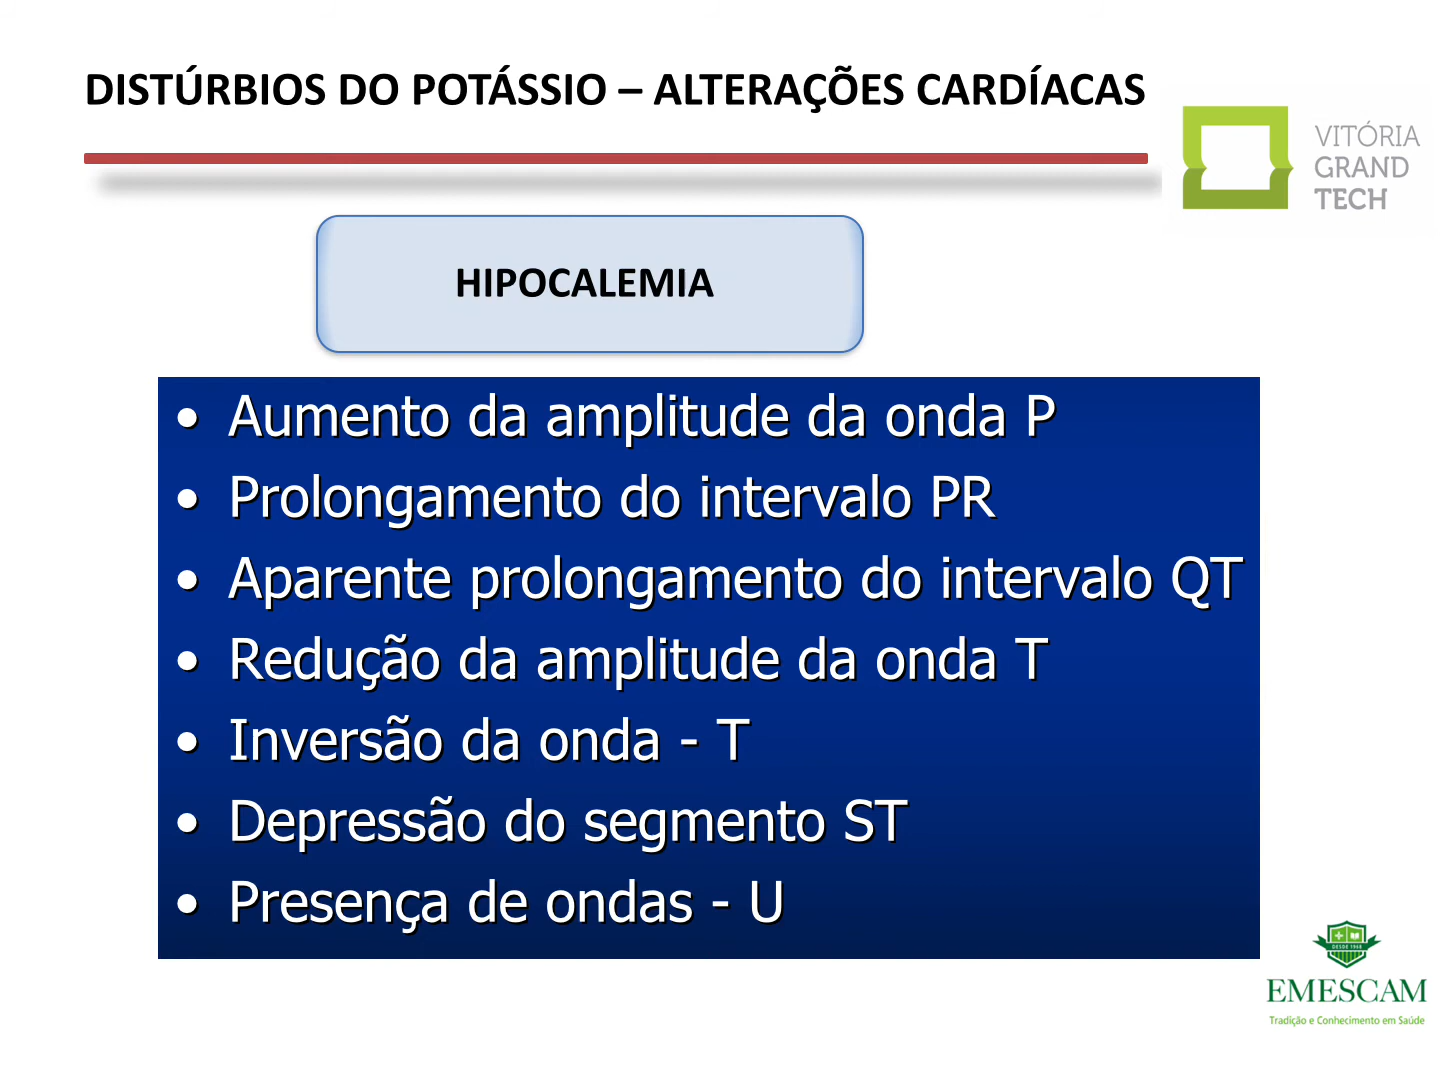 DISTÚRBIOS DO POTÁSSIO – ALTERAÇÕES CARDÍACAS
VITÓRIA
GRAND
TECH
HIPOCALEMIA
• Aumento da amplitude da onda P
• Prolongamento do intervalo PR
• Aparente prolongamento do intervalo QT
• Redução da amplitude da onda T
• Inversão da onda - T
• Depressão do segmento ST
• Presença de ondas - U
DESDE 1968
EMESCAM
Tradição e Conhecimento em Saúde